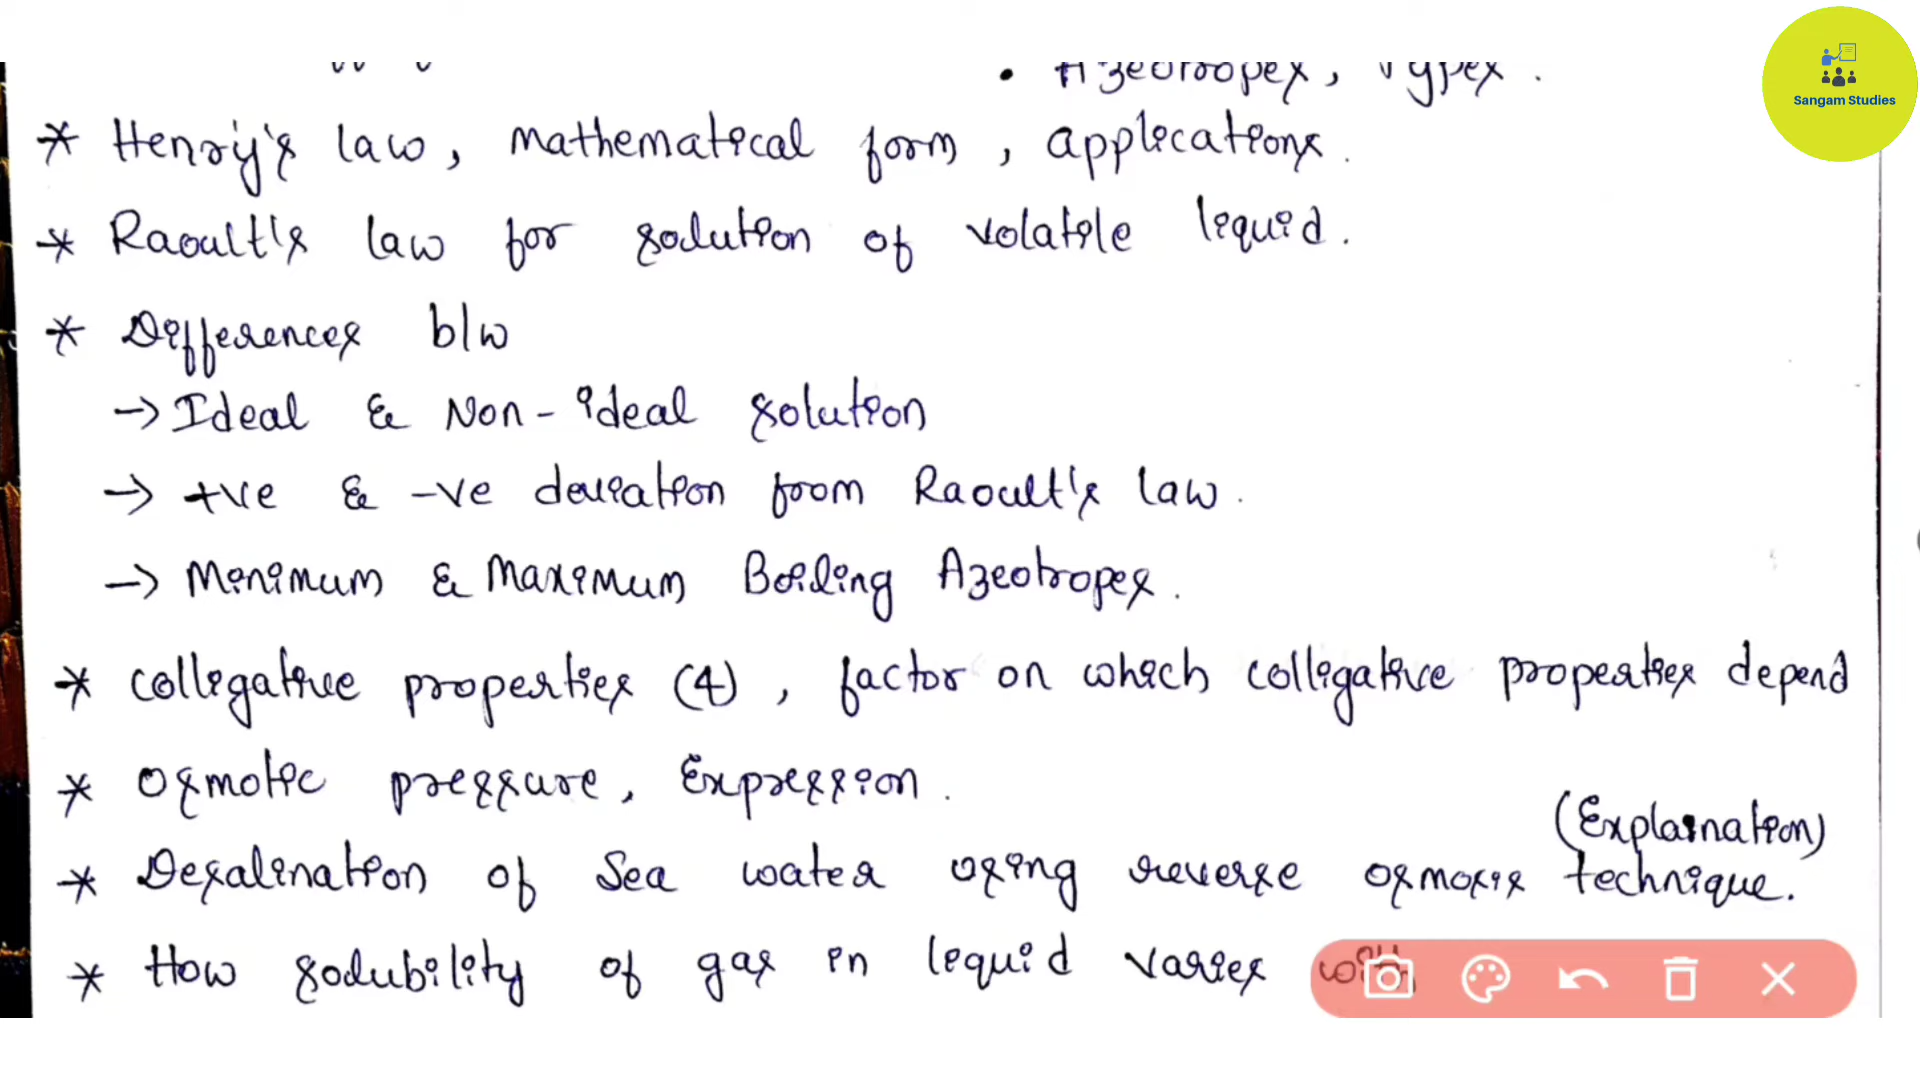 • Azeotropes, Types.
Sangam Studies
* Henry's law, Mathematical form, applications.
* Raoult's law for solution of volatile liquid.
* Differences b/w
→ Ideal & Non-ideal solution
→ +ve & -ve deviation from Raoult's law.
→ Minimum & Maximum Boiling Azeotropes.
* Colligative properties (4), factor on which colligative properties depend
* Osmotic pressure, Expression.
(Explaination)
* Desalination of Sea water using reverse osmosis technique.
* How solubility of gas in liquid varies with